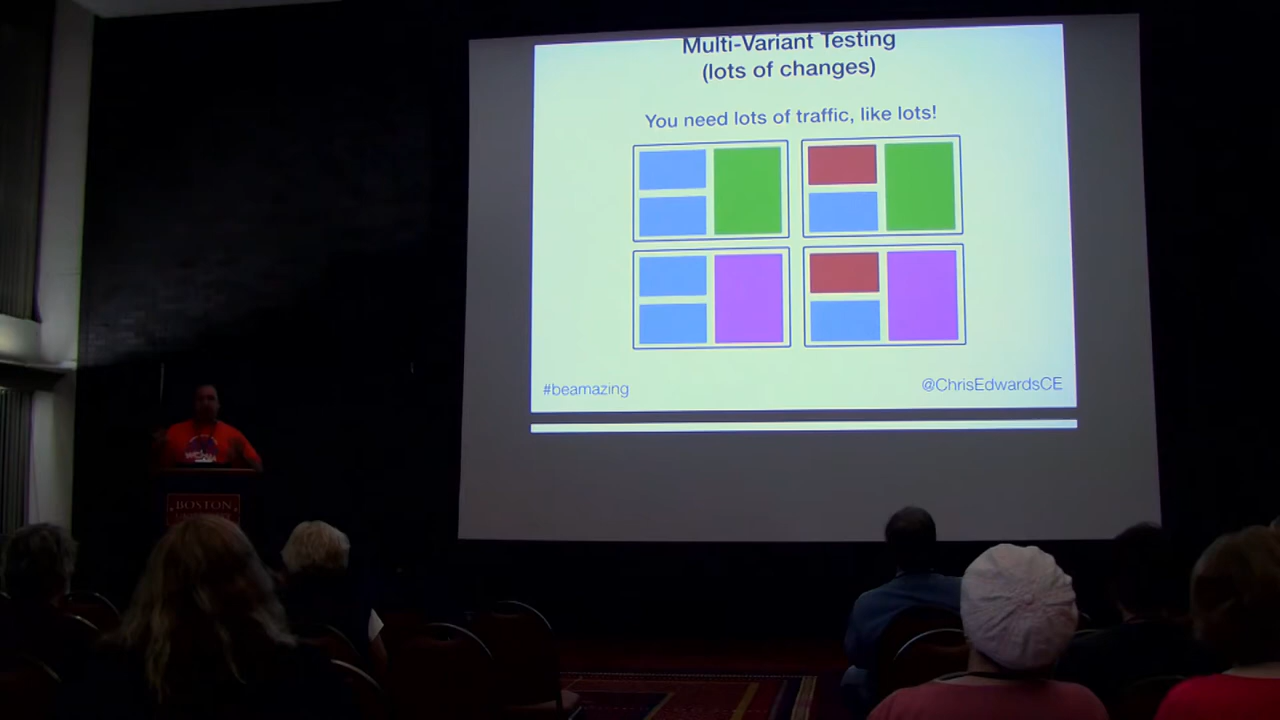 Multi-Variant Testing
(lots of changes)
You need lots of traffic, like lots!
#beamazing
@ChrisEdwardsCE
BOSTON